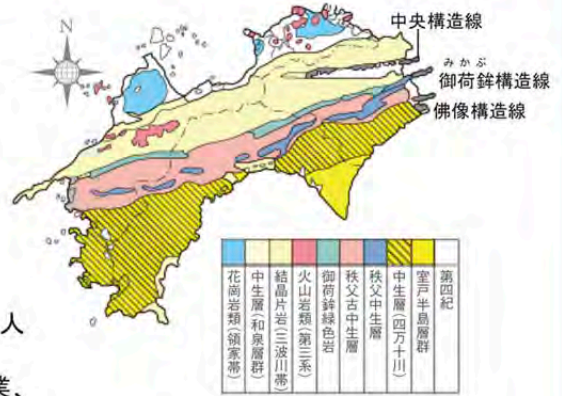 N
中央構造線
みかぶ
御荷鉾構造線
佛像構造線
花崗岩類(領家帯)
中生層(和泉層群)
結晶片岩(三波川帯)
火山岩類(第三系)
御荷鉾緑色岩
秩父古中生層
秩父中生層
中生層(四万十川)
室戸半島層群
第四紀
人
業、